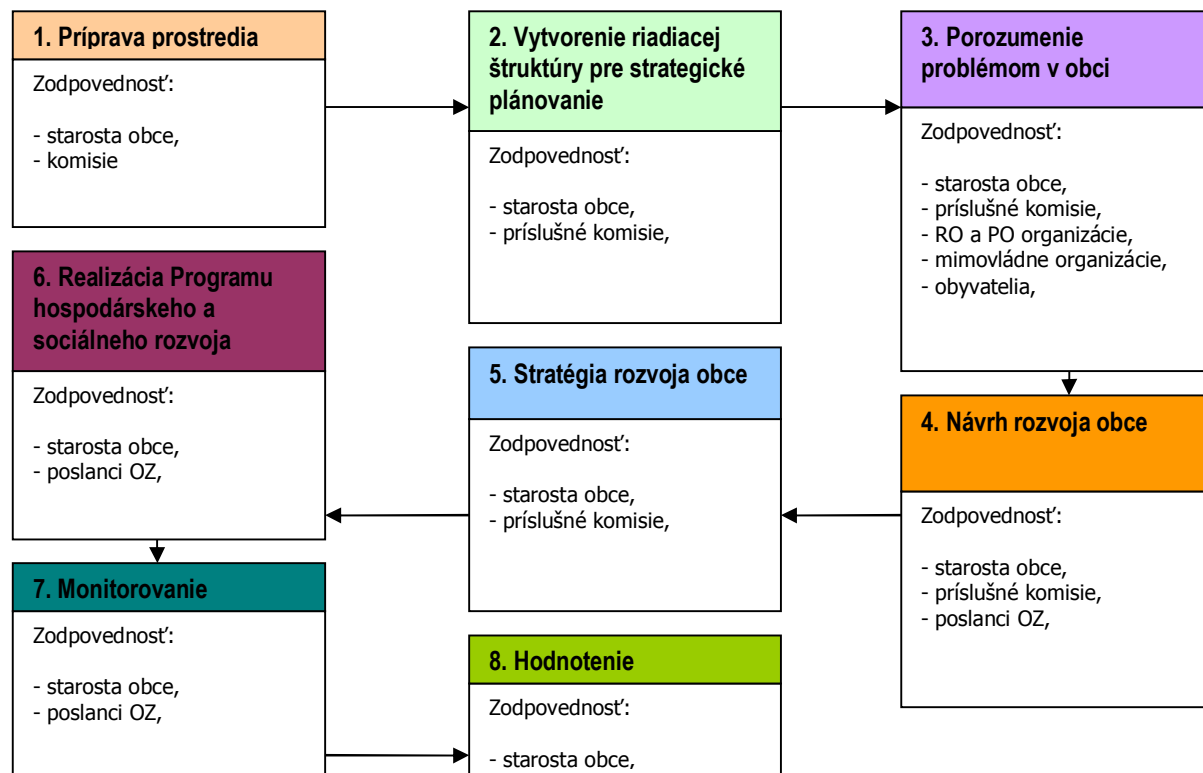 1. Príprava prostredia
Zodpovednosť:
- starosta obce,
- komisie
2. Vytvorenie riadiacej
štruktúry pre strategické
plánovanie
Zodpovednosť:
- starosta obce,
- príslušné komisie,
3. Porozumenie
problémom v obci
Zodpovednosť:
- starosta obce,
- príslušné komisie,
- RO a PO organizácie,
- mimovládne organizácie,
- obyvatelia,
4. Návrh rozvoja obce
Zodpovednosť:
- starosta obce,
- príslušné komisie,
- poslanci OZ,
5. Stratégia rozvoja obce
Zodpovednosť:
- starosta obce,
- príslušné komisie,
6. Realizácia Programu
hospodárskeho a
sociálneho rozvoja
Zodpovednosť:
- starosta obce,
- poslanci OZ,
7. Monitorovanie
Zodpovednosť:
- starosta obce,
- poslanci OZ,
8. Hodnotenie
Zodpovednosť:
- starosta obce,